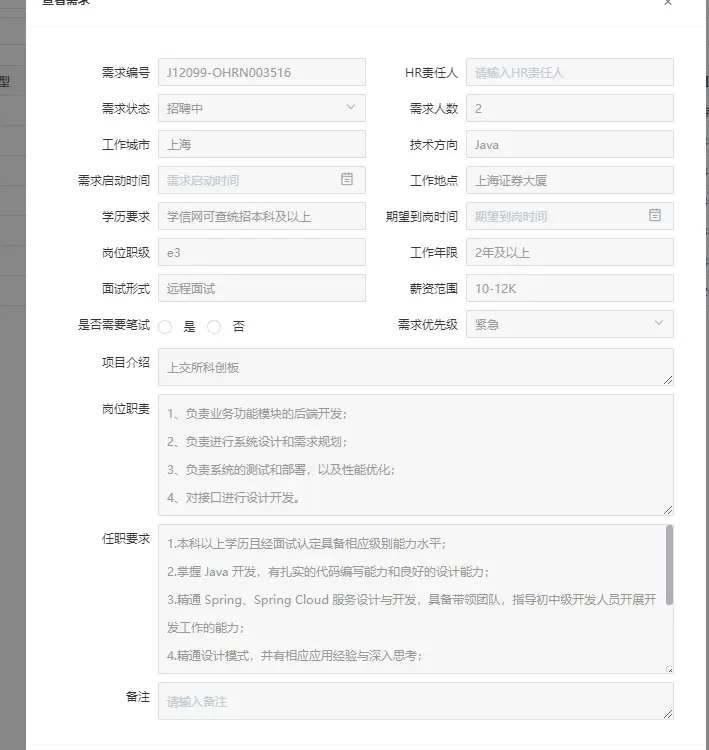 查看需求
型
需求编号 J12099-OHRN003516 HR责任人 请输入HR责任人
需求状态 招聘中 需求人数 2
工作城市 上海 技术方向 Java
需求启动时间 需求启动时间 工作地点 上海证券大厦
学历要求 学信网可查统招本科及以上 期望到岗时间 期望到岗时间
岗位职级 e3 工作年限 2年及以上
面试形式 远程面试 薪资范围 10-12K
是否需要笔试 是 否 需求优先级 紧急
项目介绍 上交所科创板
岗位职责 1、负责业务功能模块的后端开发；
2、负责进行系统设计和需求规划；
3、负责系统的测试和部署，以及性能优化；
4、对接口进行设计开发。
任职要求 1.本科以上学历且经面试认定具备相应级别能力水平；
2.掌握 Java 开发，有扎实的代码编写能力和良好的设计能力；
3.精通 Spring、Spring Cloud 服务设计与开发，具备带领团队，指导初中级开发人员开展开
发工作的能力；
4.精通设计模式，并有相应应用经验与深入思考；
备注 请输入备注